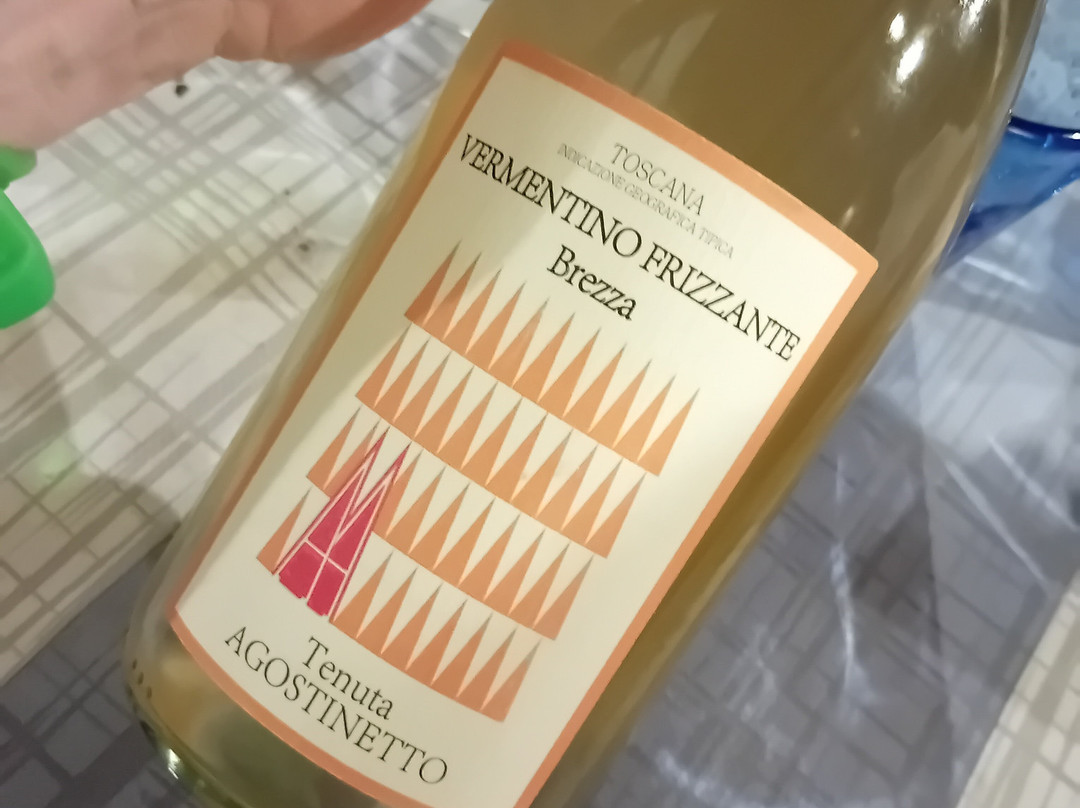 TOSCANA
INDICAZIONE GEOGRAFICA TIPICA
VERMENTINO FRIZZANTE
Brezza
Tenuta
AGOSTINETTO